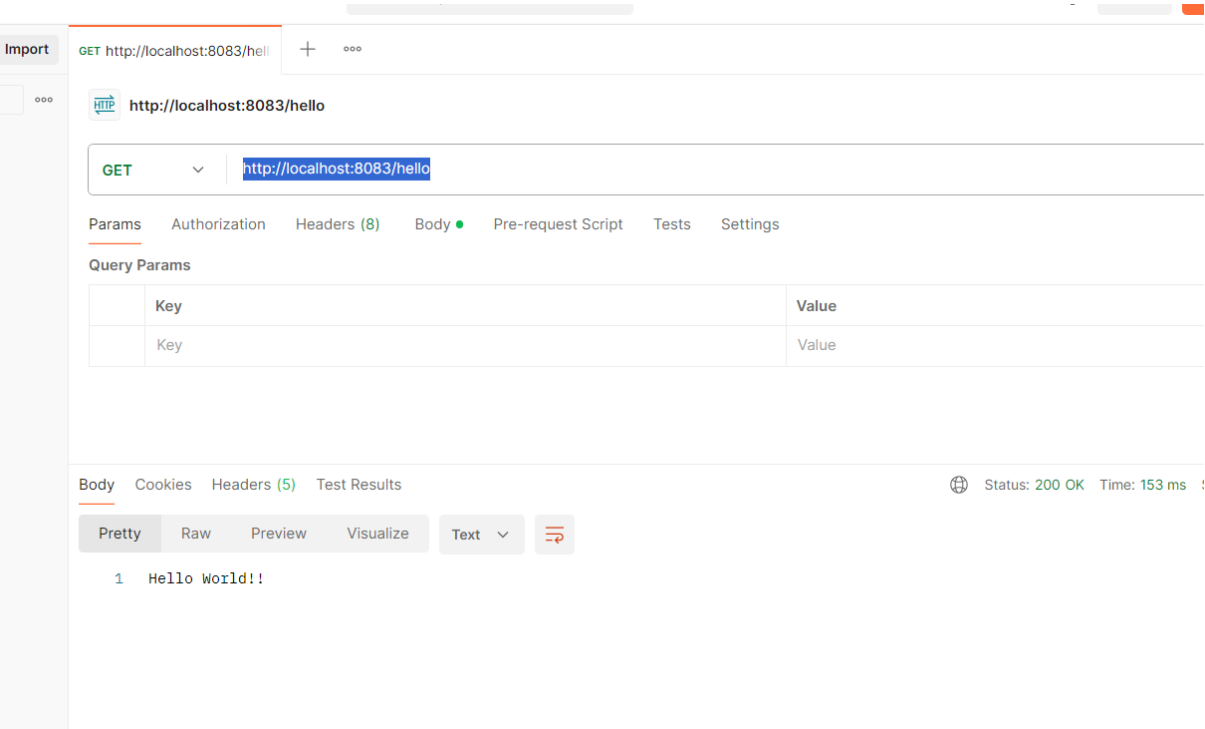 Import
GET http://localhost:8083/hel
HTTP http://localhost:8083/hello
GET http://localhost:8083/hello
Params Authorization Headers (8) Body Pre-request Script Tests Settings
Query Params
Key Value
Key Value
Body Cookies Headers (5) Test Results Status: 200 OK Time: 153 ms
Pretty Raw Preview Visualize Text
1 Hello World!!